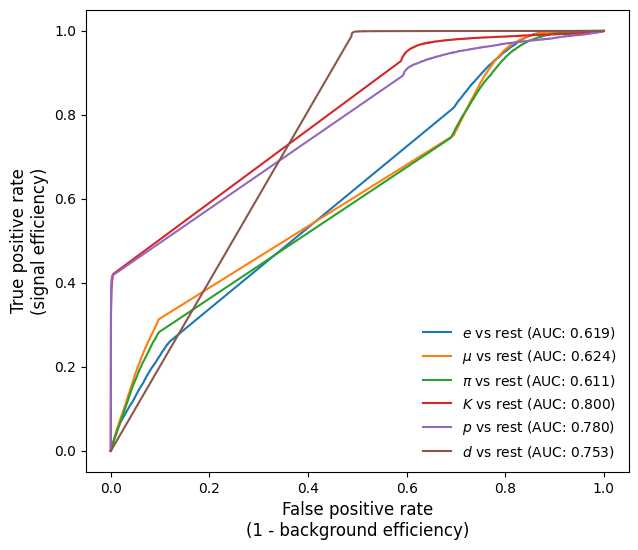 1.0
0.8
0.6
0.4
0.2
0.0
True positive rate
(signal efficiency)
e vs rest (AUC: 0.619)
μ vs rest (AUC: 0.624)
π vs rest (AUC: 0.611)
K vs rest (AUC: 0.800)
p vs rest (AUC: 0.780)
d vs rest (AUC: 0.753)
0.0 0.2 0.4 0.6 0.8 1.0
False positive rate
(1 - background efficiency)